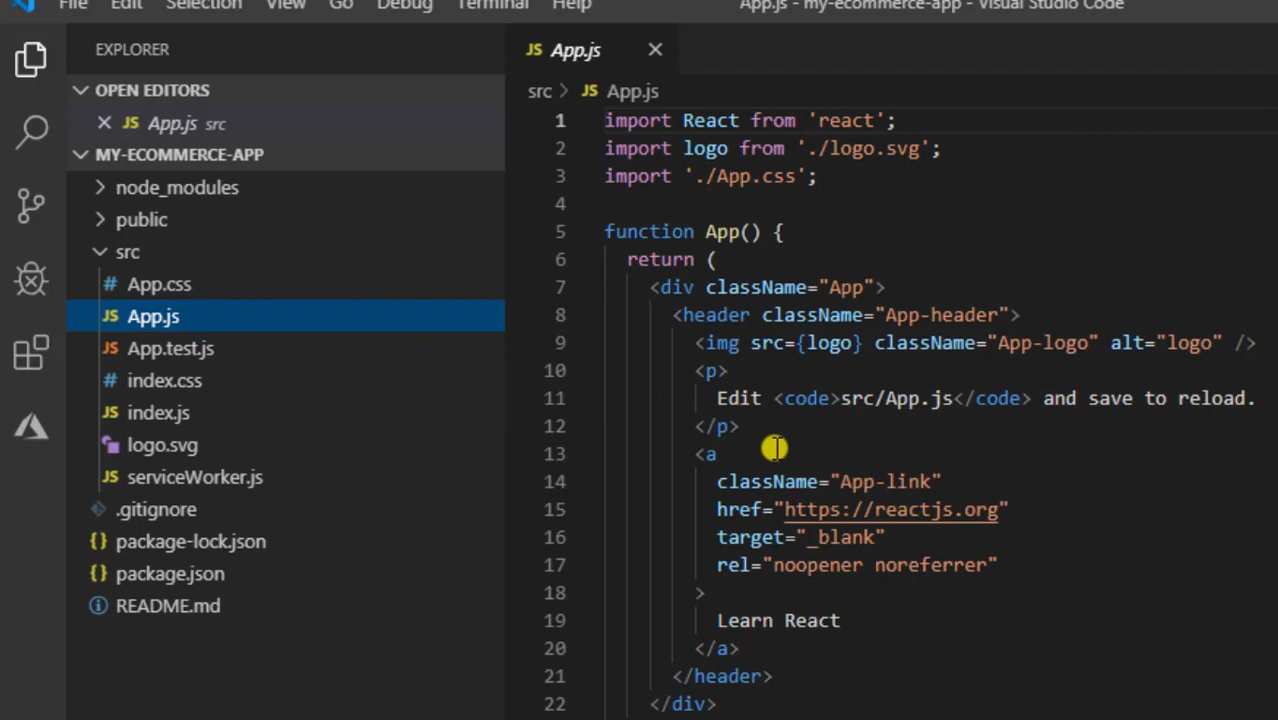 File Edit Selection View Go Debug Terminal Help App.js - my-ecommerce-app - Visual Studio Code
EXPLORER
OPEN EDITORS
JS App.js src
MY-ECOMMERCE-APP
node_modules
public
src
# App.css
JS App.js
JS App.test.js
# index.css
JS index.js
logo.svg
JS serviceWorker.js
.gitignore
{} package-lock.json
{} package.json
README.md
JS App.js
src > JS App.js
1 import React from 'react';
2 import logo from './logo.svg';
3 import './App.css';
4
5 function App() {
6 return (
7 <div className="App">
8 <header className="App-header">
9 <img src={logo} className="App-logo" alt="logo" />
10 <p>
11 Edit <code>src/App.js</code> and save to reload.
12 </p>
13 <a
14 className="App-link"
15 href="https://reactjs.org"
16 target="_blank"
17 rel="noopener noreferrer"
18 >
19 Learn React
20 </a>
21 </header>
22 </div>